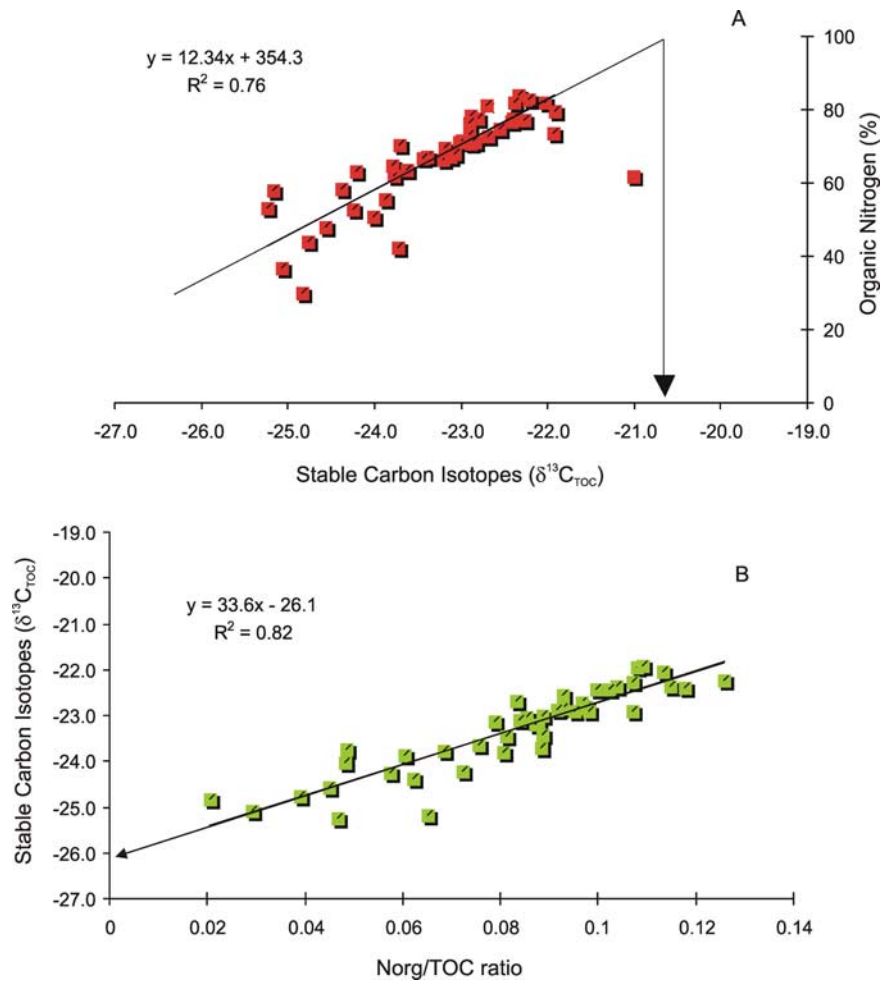 A
y = 12.34x + 354.3
R² = 0.76
100
80
60
40
20
0
Organic Nitrogen (%)
-27.0 -26.0 -25.0 -24.0 -23.0 -22.0 -21.0 -20.0 -19.0
Stable Carbon Isotopes (δ¹³C_TOC)
B
y = 33.6x - 26.1
R² = 0.82
-19.0
-20.0
-21.0
-22.0
-23.0
-24.0
-25.0
-26.0
-27.0
Stable Carbon Isotopes (δ¹³C_TOC)
0 0.02 0.04 0.06 0.08 0.1 0.12 0.14
Norg/TOC ratio